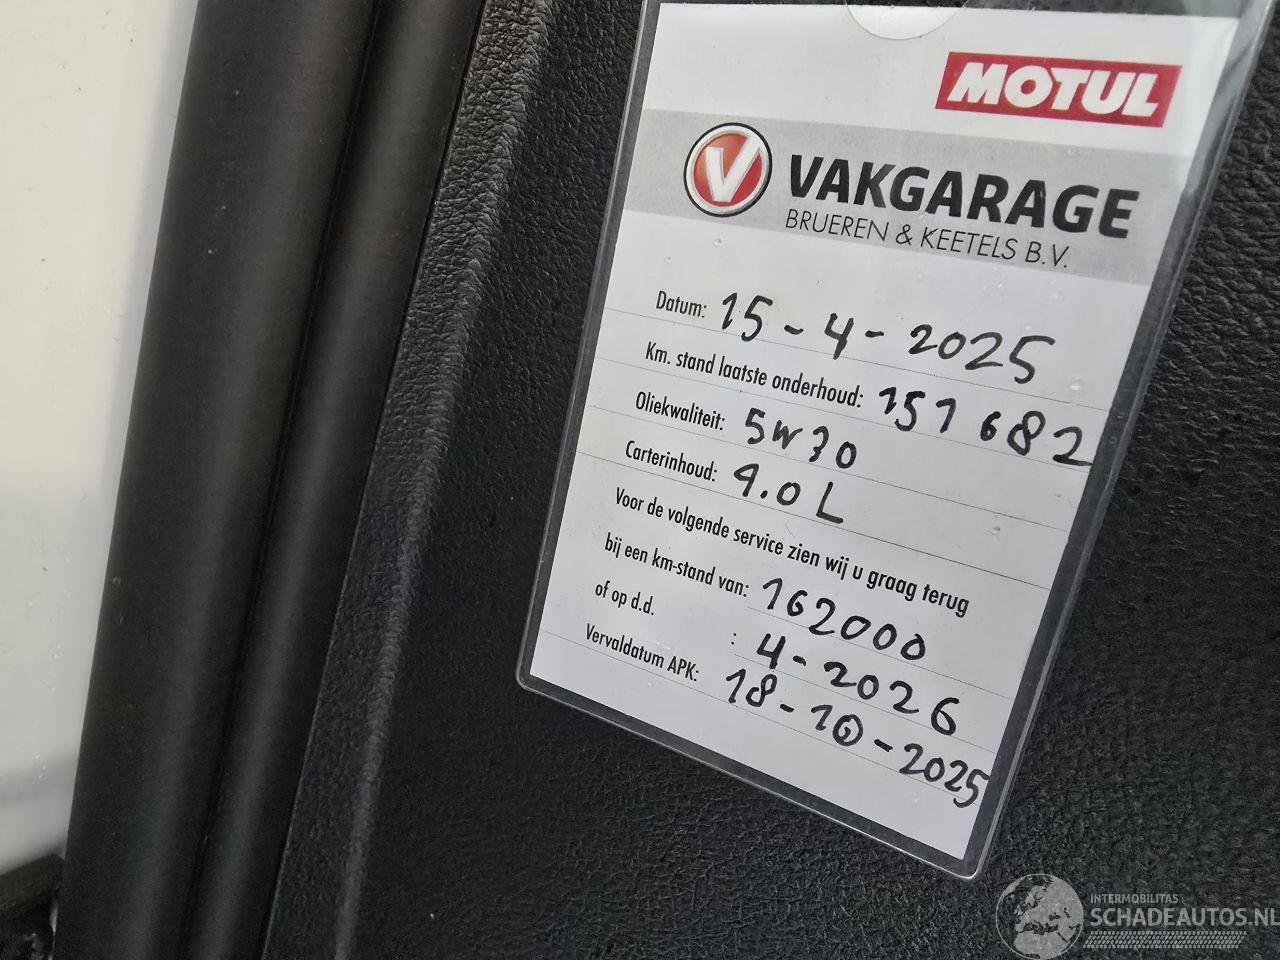 MOTUL
V VAKGARAGE
BRUEREN & KEETELS B.V.
Datum: 15-4-2025
Km. stand laatste onderhoud: 151682
Oliekwaliteit: 5W30
Carterinhoud: 4.0L
Voor de volgende service zien wij u graag terug
bij een km-stand van: 162000
of op d.d. : 4-2026
Vervaldatum APK: 18-10-2025
INTERMOBILITAS
SCHADEAUTOS.NL